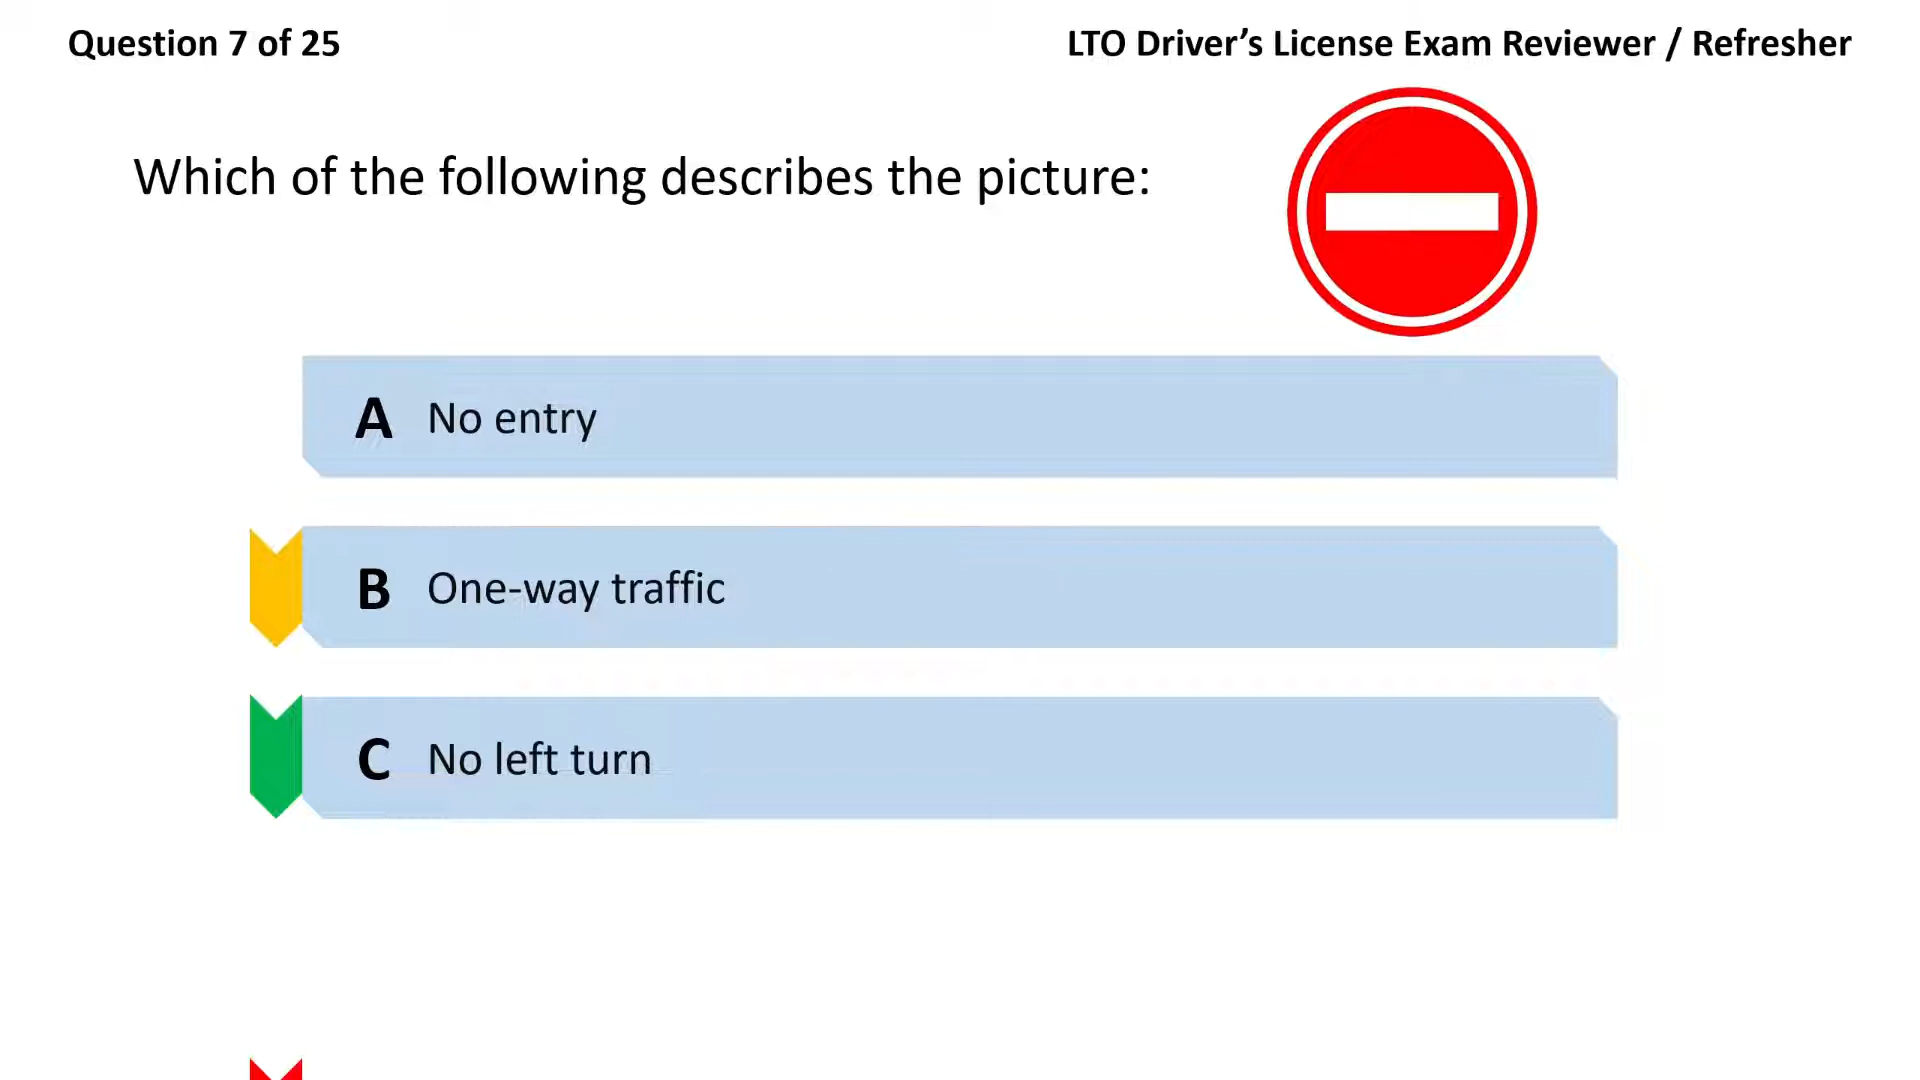 Question 7 of 25
LTO Driver’s License Exam Reviewer / Refresher
Which of the following describes the picture:
A No entry
B One-way traffic
C No left turn